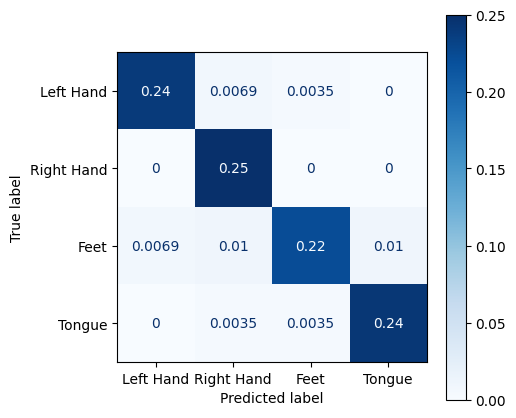 0.25
Left Hand 0.24 0.0069 0.0035 0
0.20
Right Hand 0 0.25 0 0
0.15
True label
0.10
Feet 0.0069 0.01 0.22 0.01
0.05
Tongue 0 0.0035 0.0035 0.24
0.00
Left Hand Right Hand Feet Tongue
Predicted label